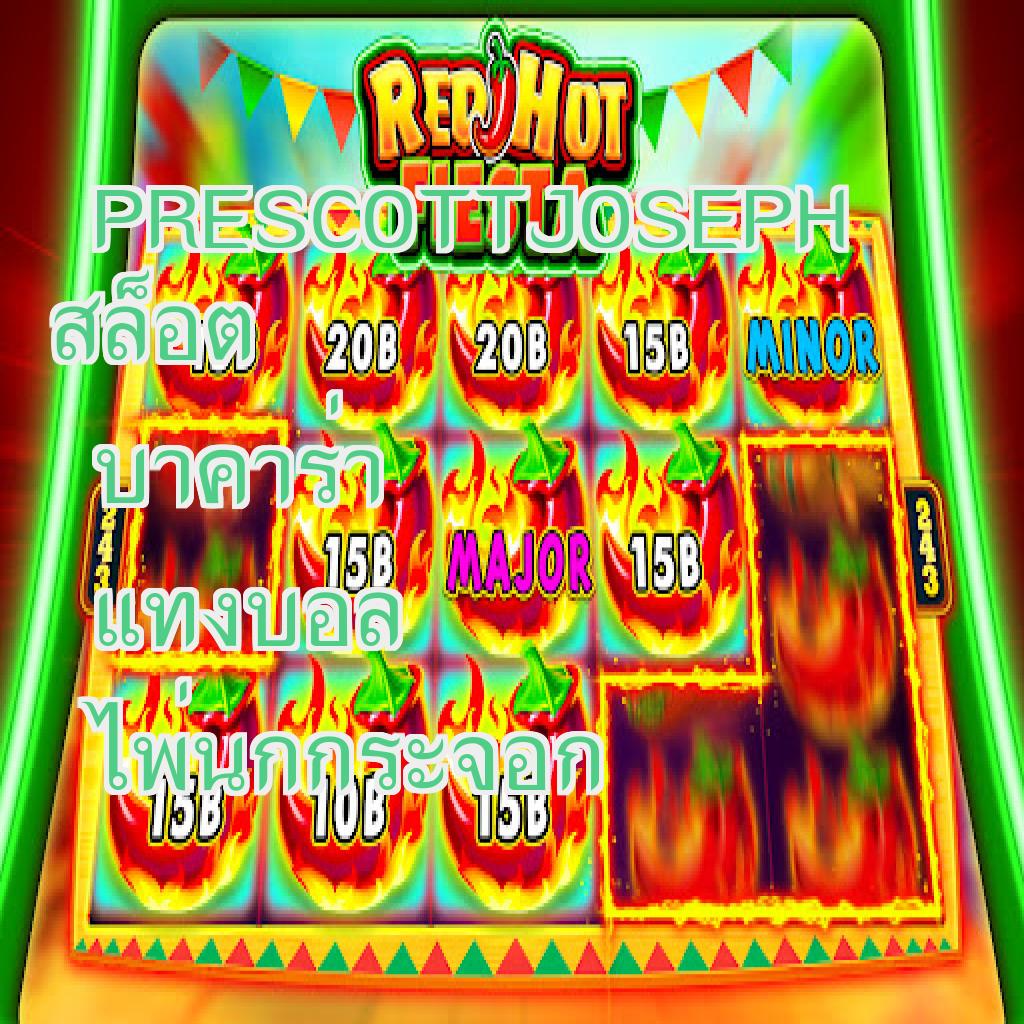 RED HOT
FIESTA
PRESCOTTJOSEPH
สล็อต
20B 20B 15B MINOR
บาคาร่า
243 243
15B MAJOR 15B
แทงบอล
ไพ่นกกระจอก
15B 10B 15B